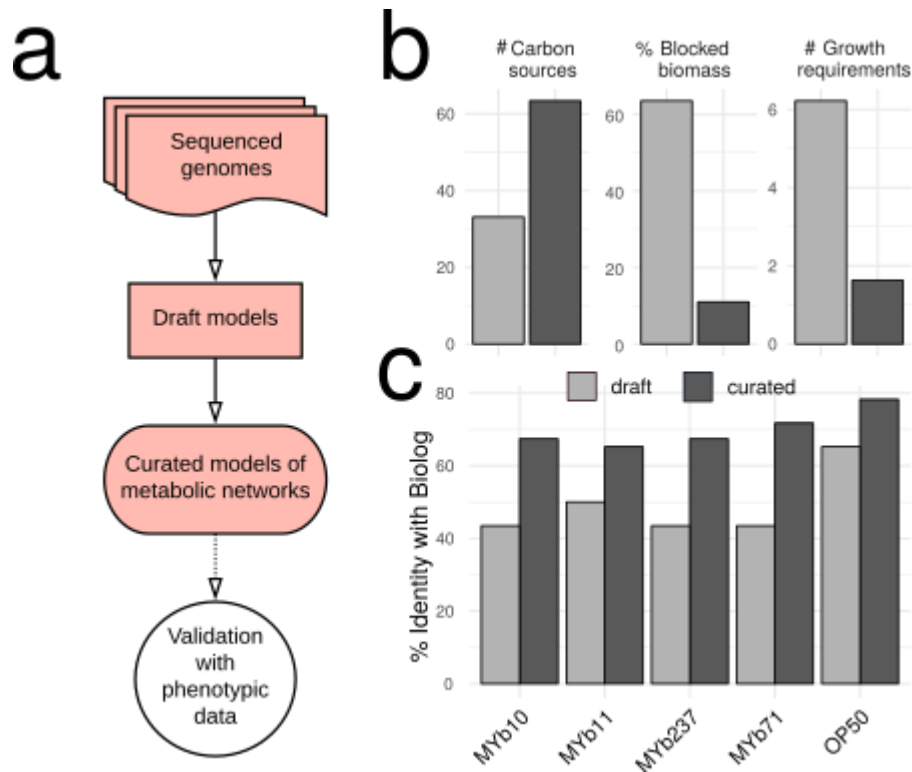 a
Sequenced
genomes
Draft models
Curated models of
metabolic networks
Validation
with
phenotypic
data
b
# Carbon
sources
60
40
20
0
% Blocked
biomass
60
40
20
0
# Growth
requirements
6
4
2
0
c
draft
curated
% Identity with Biolog
80
60
40
20
0
MYb10
MYb11
MYb237
MYb71
OP50